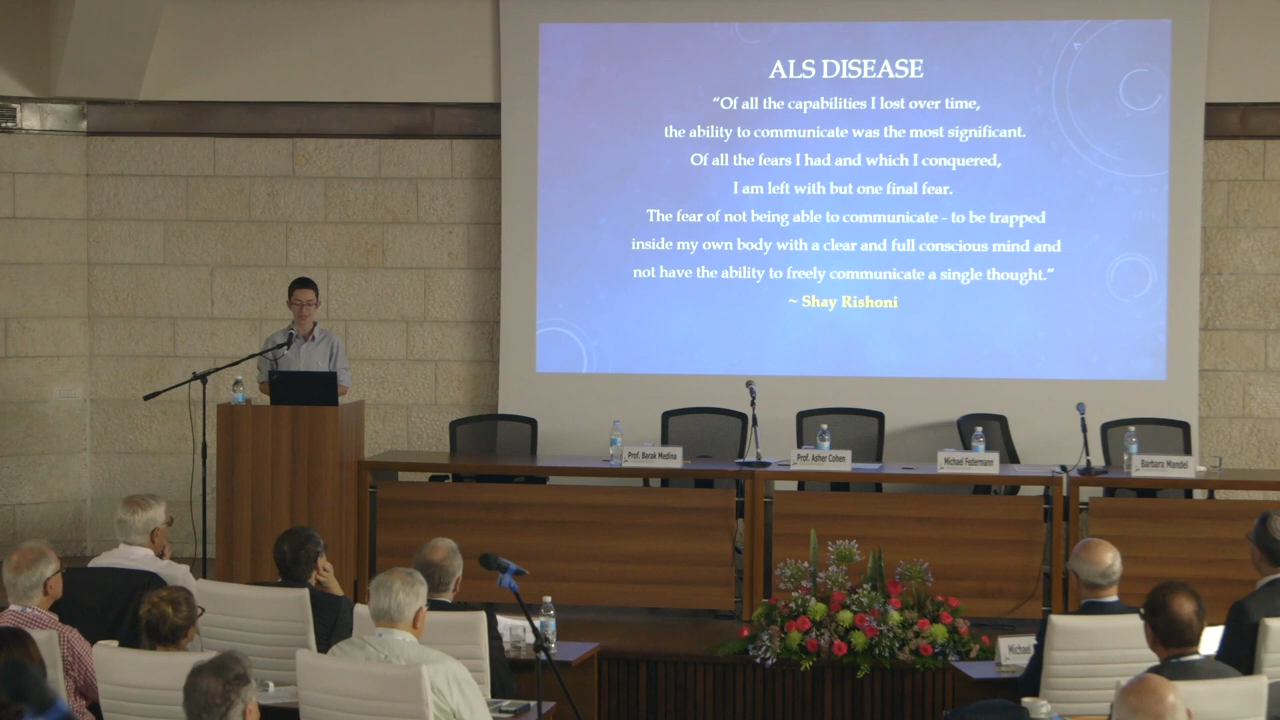 ALS DISEASE
“Of all the capabilities I lost over time,
the ability to communicate was the most significant.
Of all the fears I had and which I conquered,
I am left with but one final fear.
The fear of not being able to communicate - to be trapped
inside my own body with a clear and full conscious mind and
not have the ability to freely communicate a single thought.”
~ Shay Rishoni
Prof. Barak Medina
Prof. Asher Cohen
Michael Federmann
Barbara Mandel
Michael